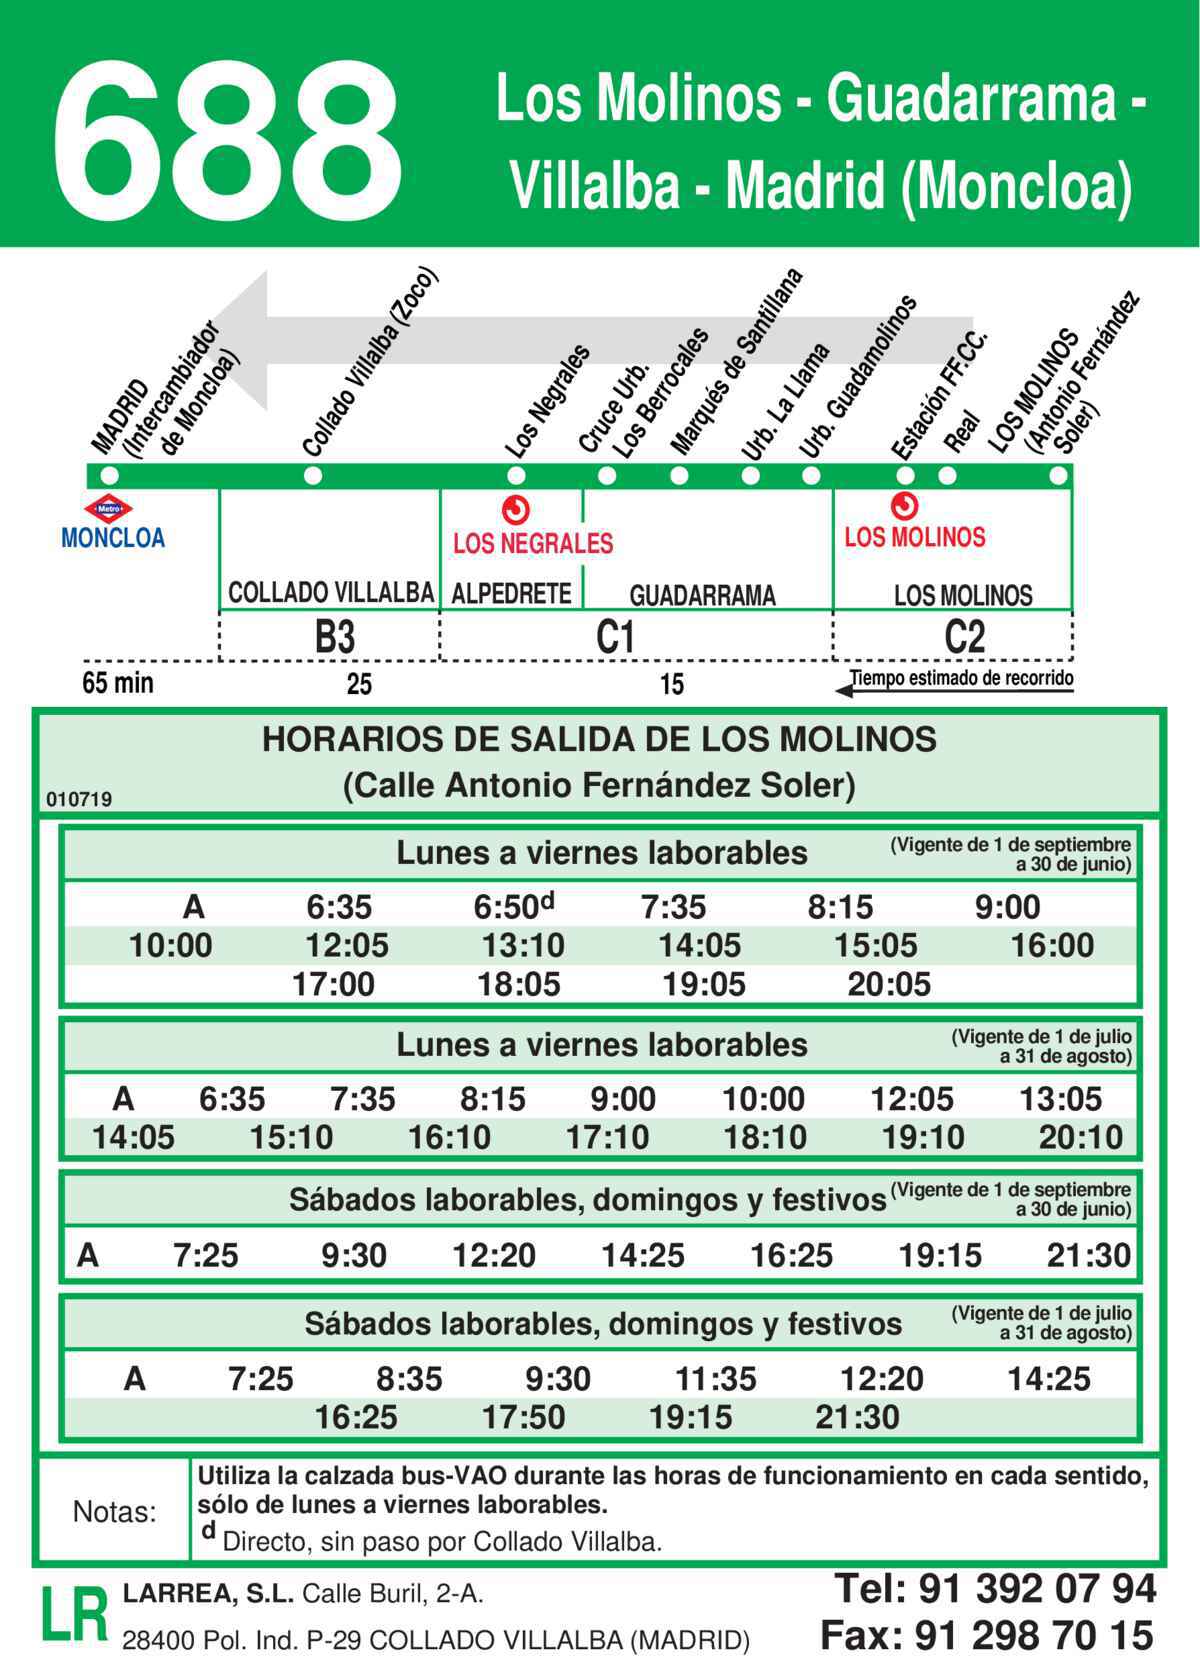 688
Los Molinos - Guadarrama -
Villalba - Madrid (Moncloa)
MADRID
(Intercambiador
de Moncloa)
Collado Villalba (Zoco)
Los Negrales
Cruce Urb.
Los Berrocales
Marqués de Santillana
Urb. La Llama
Urb. Guadamolinos
Estación FF.CC.
Real
LOS MOLINOS
(Antonio Fernández
Soler)
Metro
MONCLOA
LOS NEGRALES
LOS MOLINOS
COLLADO VILLALBA ALPEDRETE GUADARRAMA LOS MOLINOS
B3 C1 C2
65 min 25 15 Tiempo estimado de recorrido
HORARIOS DE SALIDA DE LOS MOLINOS
(Calle Antonio Fernández Soler)
010719
Lunes a viernes laborables (Vigente de 1 de septiembre
a 30 de junio)
A 6:35 6:50d 7:35 8:15 9:00
10:00 12:05 13:10 14:05 15:05 16:00
17:00 18:05 19:05 20:05
Lunes a viernes laborables (Vigente de 1 de julio
a 31 de agosto)
A 6:35 7:35 8:15 9:00 10:00 12:05 13:05
14:05 15:10 16:10 17:10 18:10 19:10 20:10
Sábados laborables, domingos y festivos (Vigente de 1 de septiembre
a 30 de junio)
A 7:25 9:30 12:20 14:25 16:25 19:15 21:30
Sábados laborables, domingos y festivos (Vigente de 1 de julio
a 31 de agosto)
A 7:25 8:35 9:30 11:35 12:20 14:25
16:25 17:50 19:15 21:30
Notas:
Utiliza la calzada bus-VAO durante las horas de funcionamiento en cada sentido,
sólo de lunes a viernes laborables.
d Directo, sin paso por Collado Villalba.
LR
LARREA, S.L. Calle Buril, 2-A.
28400 Pol. Ind. P-29 COLLADO VILLALBA (MADRID)
Tel: 91 392 07 94
Fax: 91 298 70 15